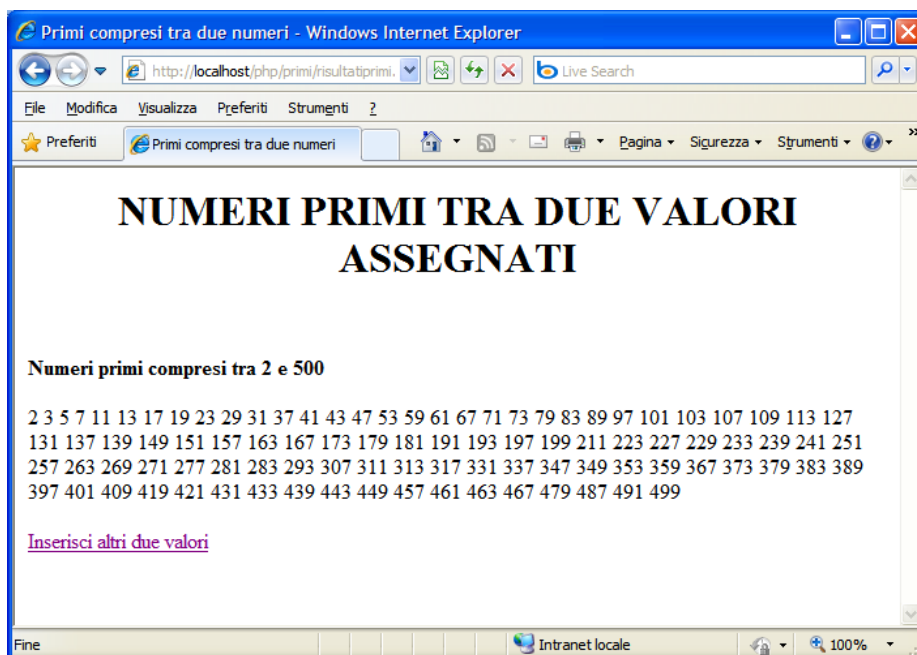 Primi compresi tra due numeri - Windows Internet Explorer
http://localhost/php/primi/risultatiprimi. Live Search
File Modifica Visualizza Preferiti Strumenti ?
Preferiti Primi compresi tra due numeri Pagina Sicurezza Strumenti »
NUMERI PRIMI TRA DUE VALORI
ASSEGNATI
Numeri primi compresi tra 2 e 500
2 3 5 7 11 13 17 19 23 29 31 37 41 43 47 53 59 61 67 71 73 79 83 89 97 101 103 107 109 113 127
131 137 139 149 151 157 163 167 173 179 181 191 193 197 199 211 223 227 229 233 239 241 251
257 263 269 271 277 281 283 293 307 311 313 317 331 337 347 349 353 359 367 373 379 383 389
397 401 409 419 421 431 433 439 443 449 457 461 463 467 479 487 491 499
Inserisci altri due valori
Fine Intranet locale 100%